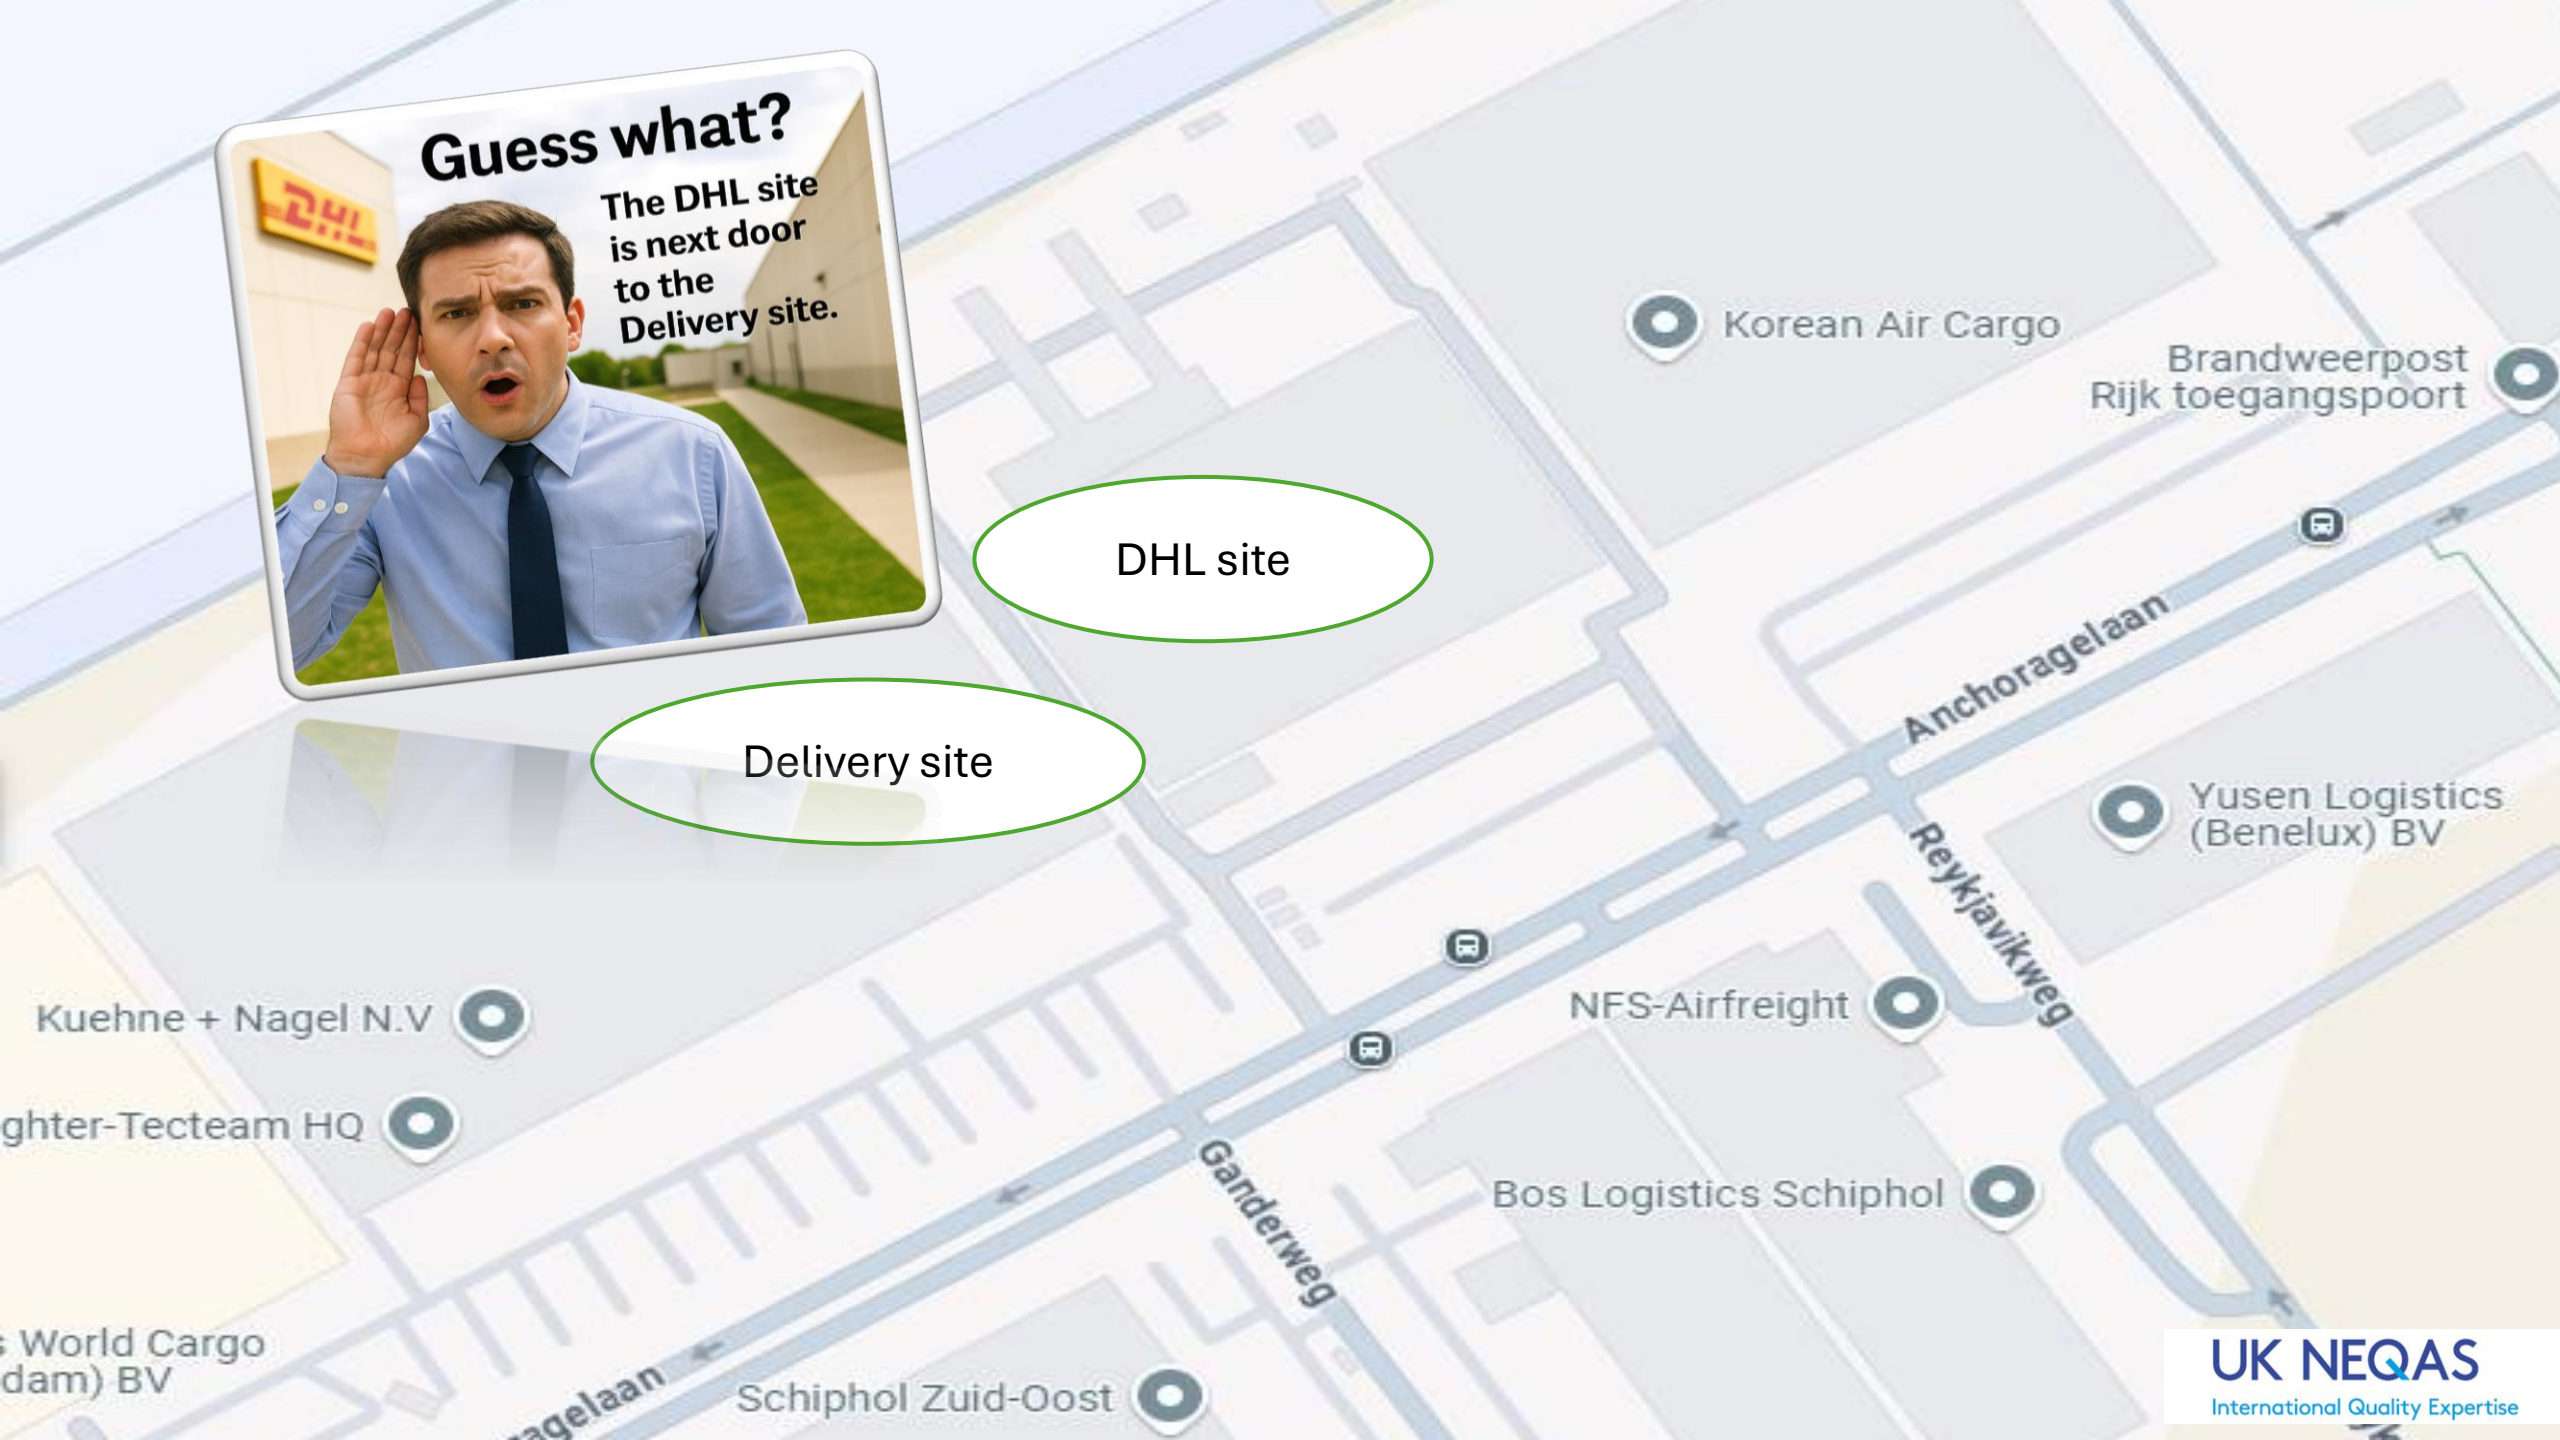 Guess what?
The DHL site
is next door
to the
Delivery site.
DHL
Korean Air Cargo
Brandweerpost
Rijk toegangspoort
DHL site
Anchoragelaan
Delivery site
Yusen Logistics
(Benelux) BV
Reykjavikweg
Kuehne + Nagel N.V
NFS-Airfreight
ghter-Tecteam HQ
Ganderweg
Bos Logistics Schiphol
World Cargo
dam) BV
agelaan
Schiphol Zuid-Oost
UK NEQAS
International Quality Expertise